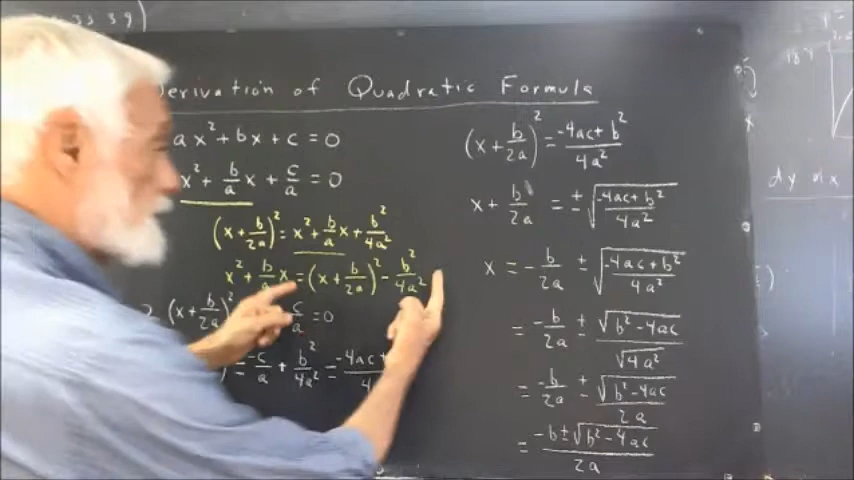 Derivation of Quadratic Formula
ax² + bx + c = 0
x² + b/a x + c/a = 0
(x + b/2a)² = x² + b/a x + b²/4a²
x² + b/a x = (x + b/2a)² - b²/4a²
(x + b/2a)² c/a = 0
= -c/a + b²/4a² = -4ac +
(x + b/2a)² = -4ac + b²/4a²
x + b/2a = ± √(-4ac + b²/4a²)
x = - b/2a ± √(-4ac + b²/4a²)
= -b/2a ± √(b² - 4ac)/√(4a²)
= -b/2a ± √(b² - 4ac)/2a
= -b ± √(b² - 4ac)/2a
dy